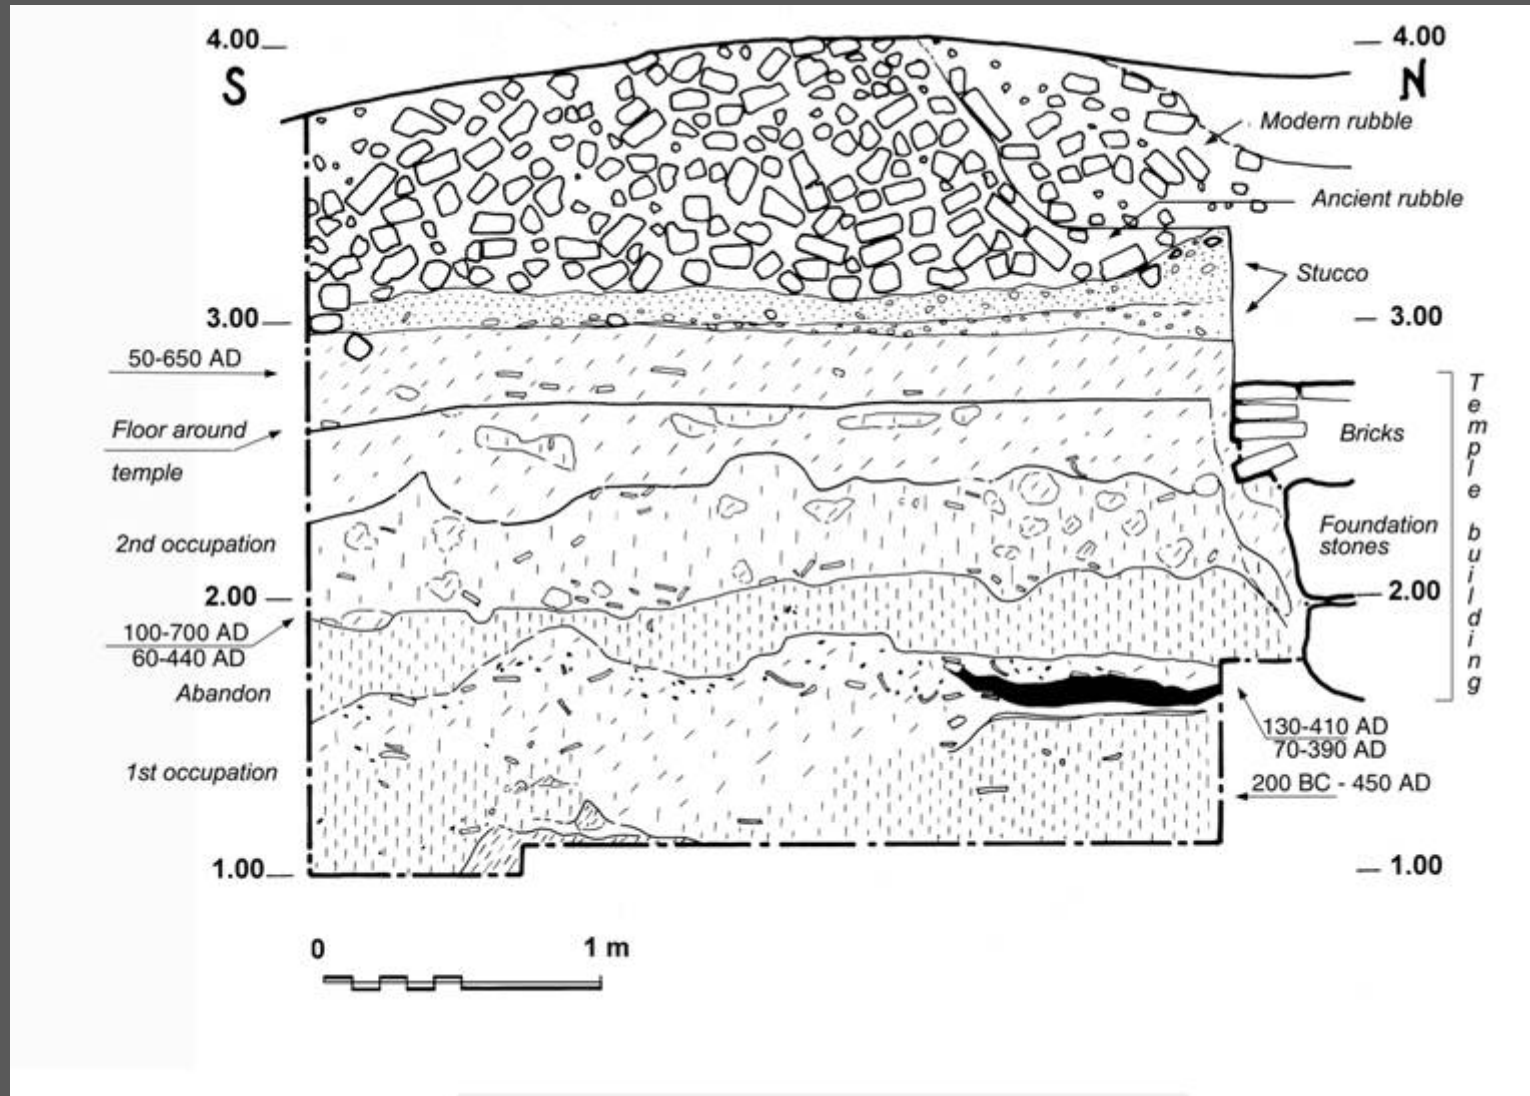 4.00
4.00
S
N
Modern rubble
Ancient rubble
Stucco
3.00
3.00
50-650 AD
Floor around
temple
Bricks
Temple building
2nd occupation
Foundation
stones
2.00
2.00
100-700 AD
60-440 AD
Abandon
130-410 AD
70-390 AD
1st occupation
200 BC - 450 AD
1.00
1.00
0
1 m